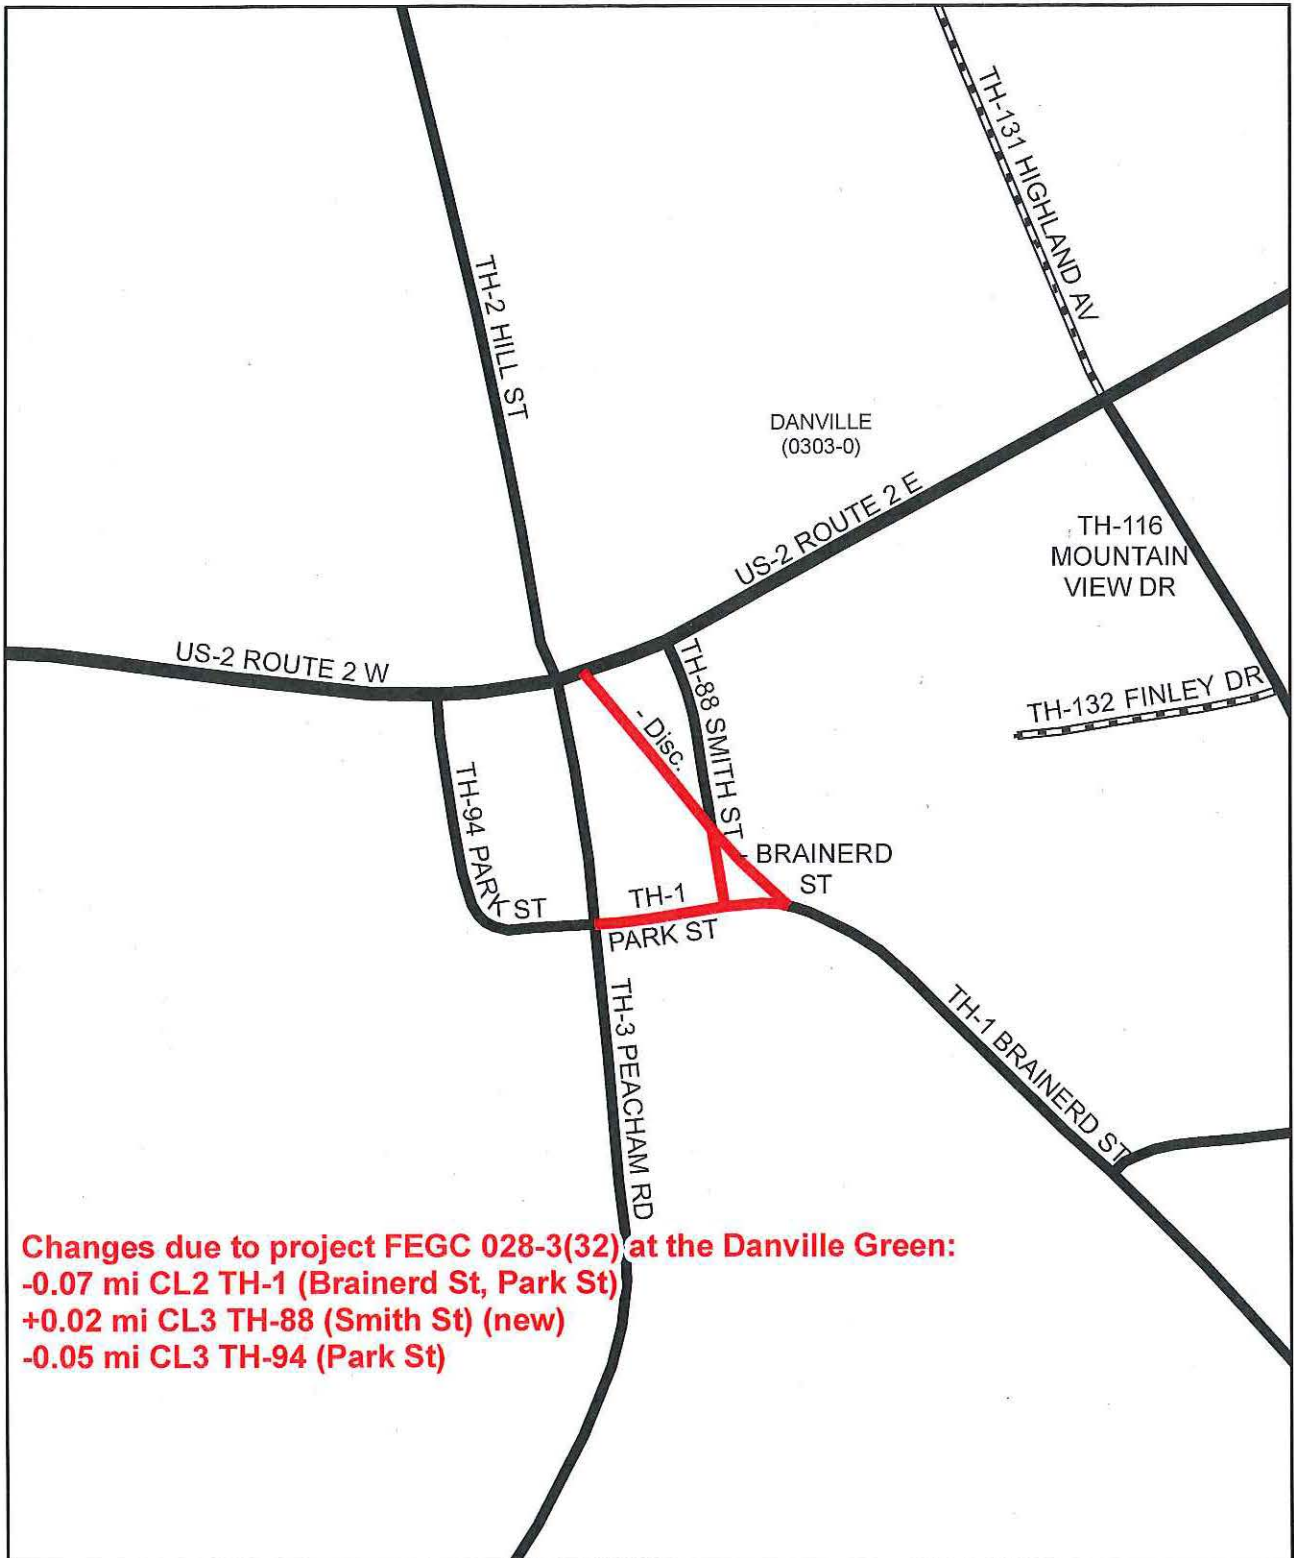 TH-131 HIGHLAND AV
TH-2 HILL ST
DANVILLE
(0303-0)
US-2 ROUTE 2 E
TH-116
MOUNTAIN
VIEW DR
US-2 ROUTE 2 W
TH-88 SMITH ST
TH-132 FINLEY DR
- Disc.
TH-94 PARK ST
- BRAINERD
ST
TH-1
PARK ST
TH-3 PEACHAM RD
TH-1 BRAINERD ST
Changes due to project FEGC 028-3(32) at the Danville Green:
-0.07 mi CL2 TH-1 (Brainerd St, Park St)
+0.02 mi CL3 TH-88 (Smith St) (new)
-0.05 mi CL3 TH-94 (Park St)